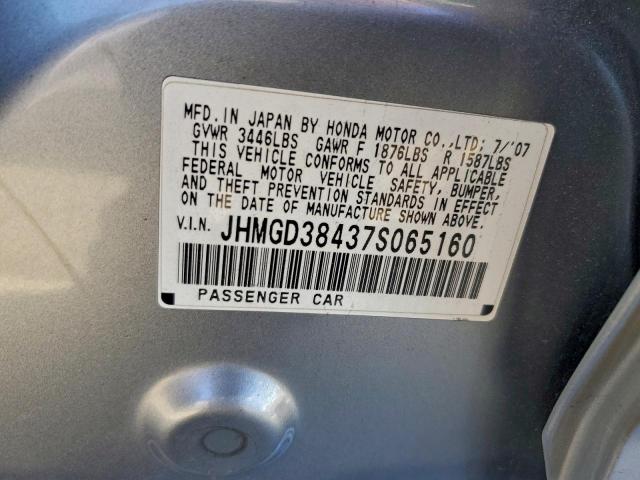 MFD. IN JAPAN BY HONDA MOTOR CO.,LTD; 7/'07
GVWR 3446LBS GAWR F 1876LBS R 1587LBS
THIS VEHICLE CONFORMS TO ALL APPLICABLE
FEDERAL MOTOR VEHICLE SAFETY, BUMPER,
AND THEFT PREVENTION STANDARDS IN EFFECT
ON THE DATE OF MANUFACTURE SHOWN ABOVE.
V.I.N. JHMGD38437S065160
PASSENGER CAR